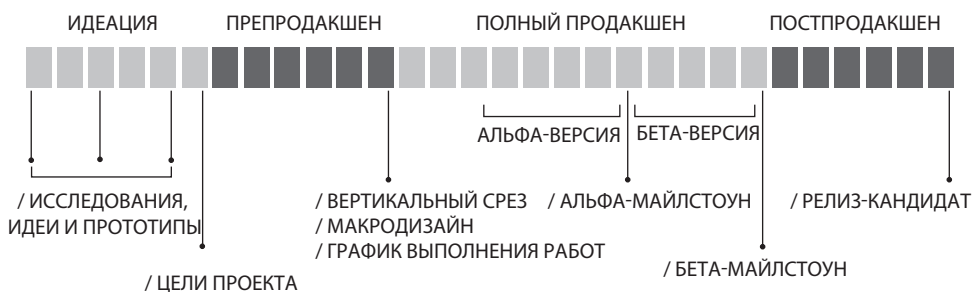 ИДЕАЦИЯ ПРЕПРОДАКШЕН ПОЛНЫЙ ПРОДАКШЕН ПОСТПРОДАКШЕН
АЛЬФА-ВЕРСИЯ БЕТА-ВЕРСИЯ
/ ИССЛЕДОВАНИЯ,
ИДЕИ И ПРОТОТИПЫ
/ ЦЕЛИ ПРОЕКТА
/ ВЕРТИКАЛЬНЫЙ СРЕЗ
/ МАКРОДИЗАЙН
/ ГРАФИК ВЫПОЛНЕНИЯ РАБОТ
/ АЛЬФА-МАЙЛСТОУН
/ БЕТА-МАЙЛСТОУН
/ РЕЛИЗ-КАНДИДАТ